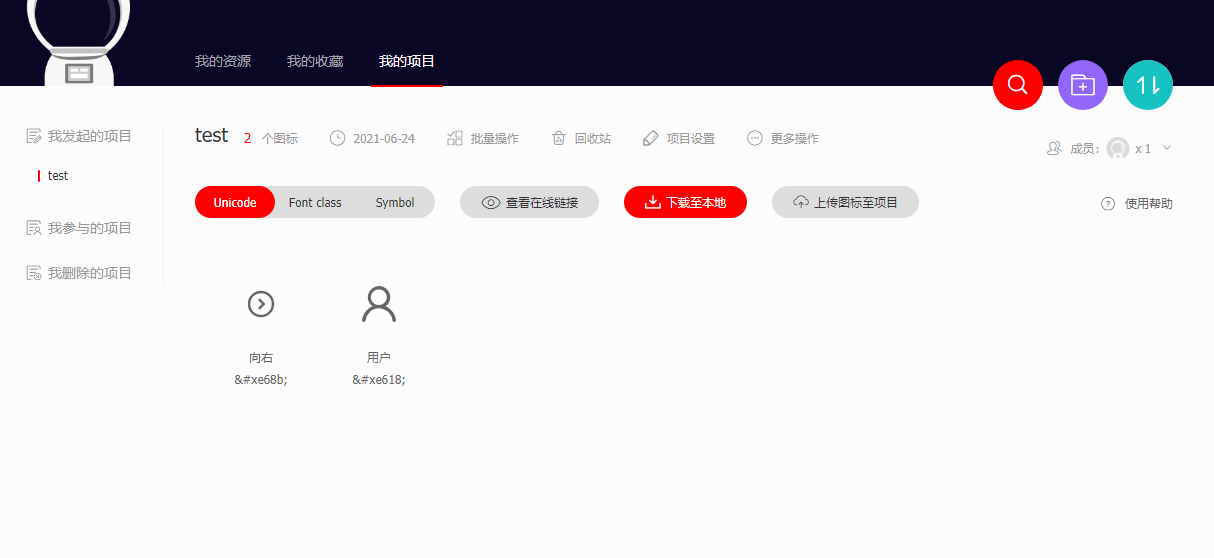 我的资源 我的收藏 我的项目
我发起的项目
test
我参与的项目
我删除的项目
test 2 个图标 2021-06-24 批量操作 回收站 项目设置 更多操作
成员: x 1
Unicode Font class Symbol 查看在线链接 下载至本地 上传图标至项目 ? 使用帮助
向右 用户
&#xe68b; &#xe618;